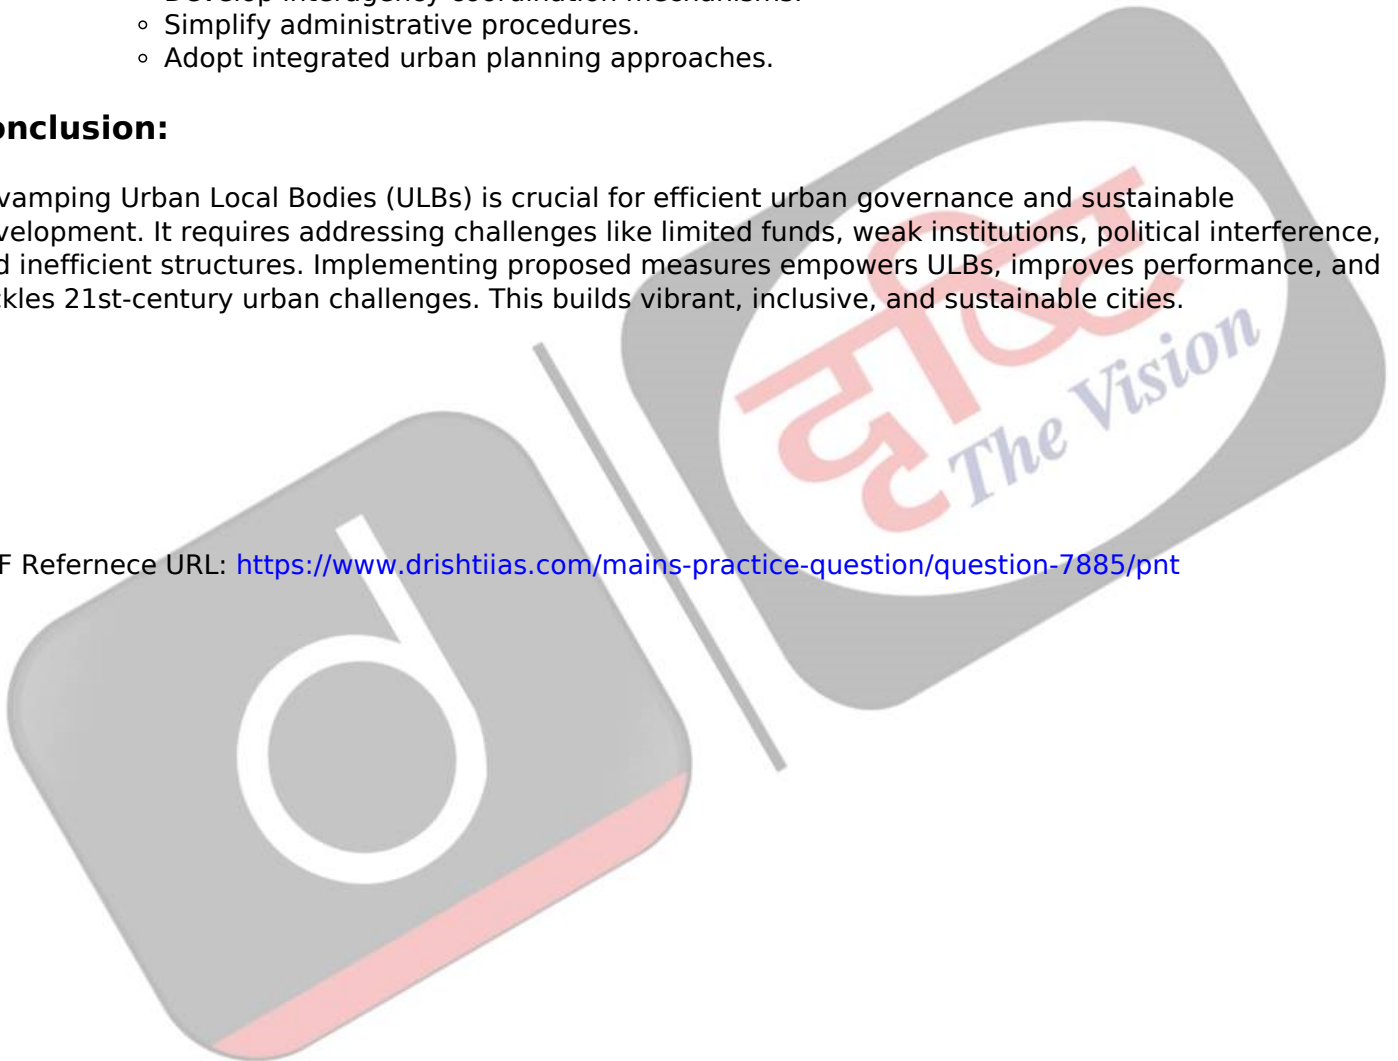 Develop interagency coordination mechanisms.
Simplify administrative procedures.
Adopt integrated urban planning approaches.
onclusion:
vamping Urban Local Bodies (ULBs) is crucial for efficient urban governance and sustainable
velopment. It requires addressing challenges like limited funds, weak institutions, political interference,
d inefficient structures. Implementing proposed measures empowers ULBs, improves performance, and
ckles 21st-century urban challenges. This builds vibrant, inclusive, and sustainable cities.
दृष्टि
The Vision
F Refernece URL: https://www.drishtiias.com/mains-practice-question/question-7885/pnt
d